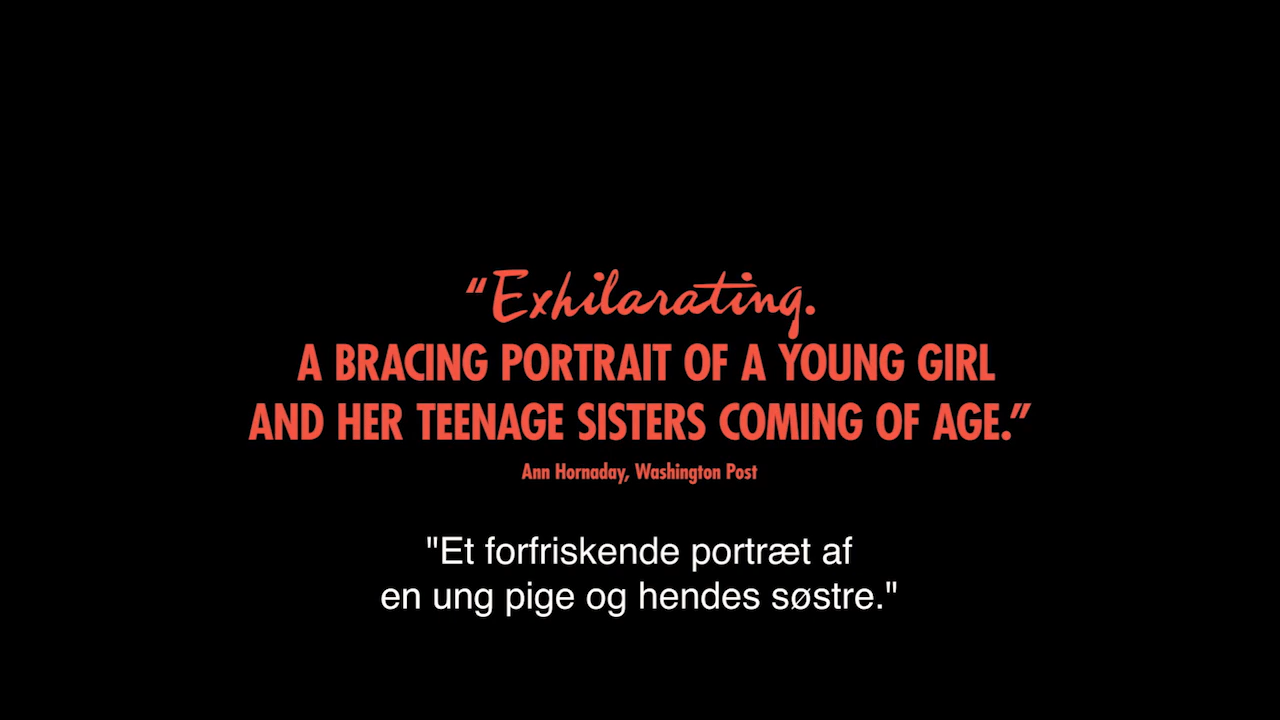 “Exhilarating.
A BRACING PORTRAIT OF A YOUNG GIRL
AND HER TEENAGE SISTERS COMING OF AGE.”
Ann Hornaday, Washington Post
"Et forfriskende portræt af
en ung pige og hendes søstre."